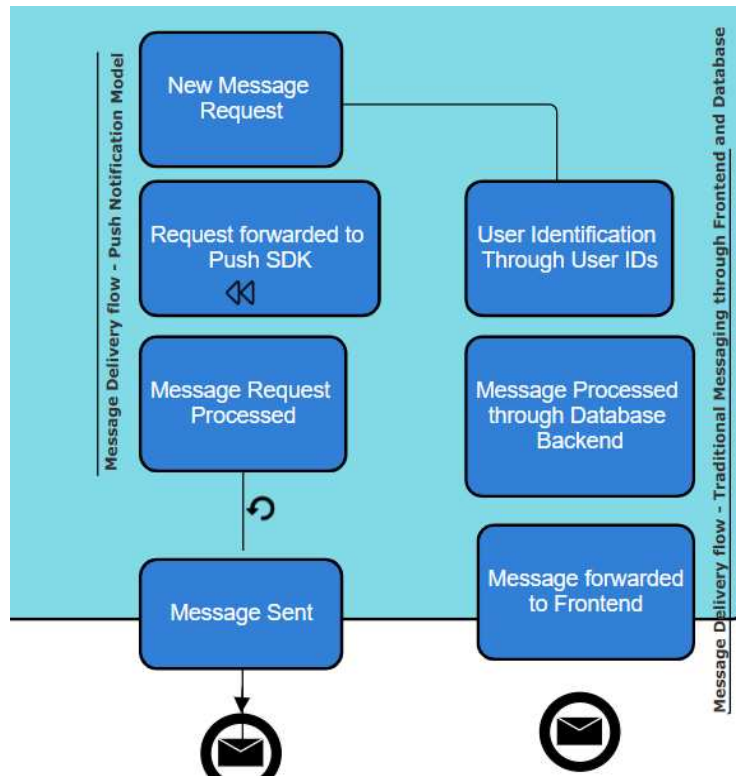 Message Delivery flow - Push Notification Model
New Message
Request
Request forwarded to
Push SDK
Message Request
Processed
Message Sent
User Identification
Through User IDs
Message Processed
through Database
Backend
Message forwarded
to Frontend
Message Delivery flow - Traditional Messaging through Frontend and Database